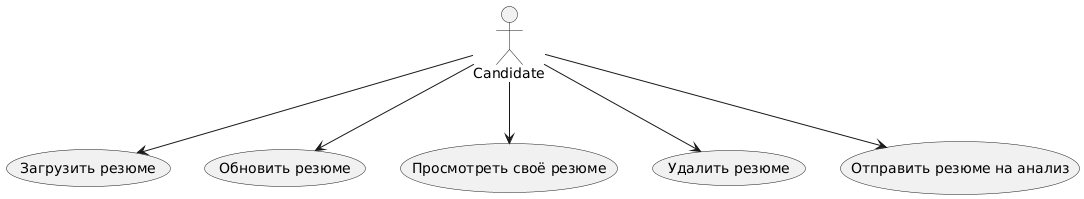 Candidate
Загрузить резюме
Обновить резюме
Просмотреть своё резюме
Удалить резюме
Отправить резюме на анализ